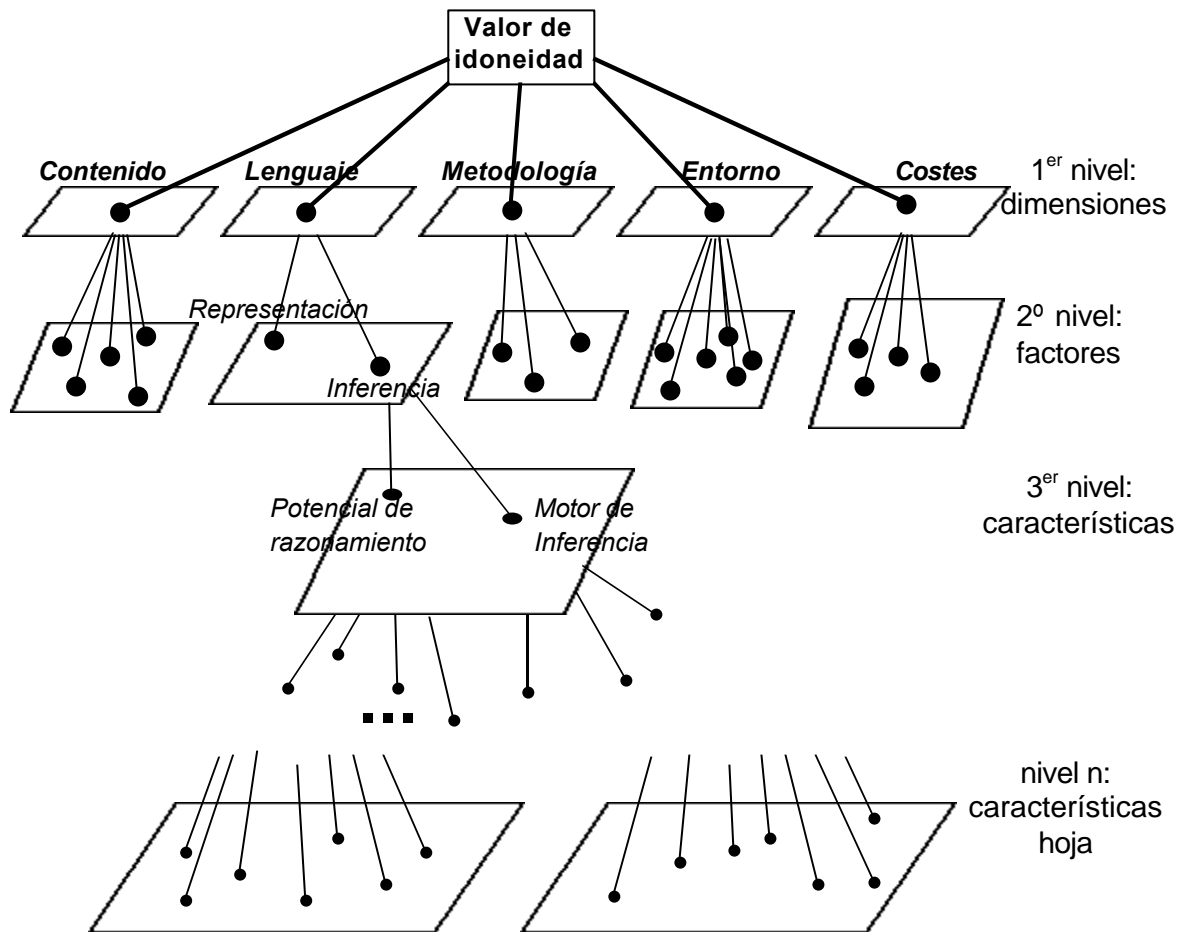 Valor de
idoneidad
Contenido
Lenguaje
Metodología
Entorno
Costes
1er nivel:
dimensiones
Representación
Inferencia
2º nivel:
factores
Potencial de
razonamiento
Motor de
Inferencia
3er nivel:
características
...
nivel n:
características
hoja